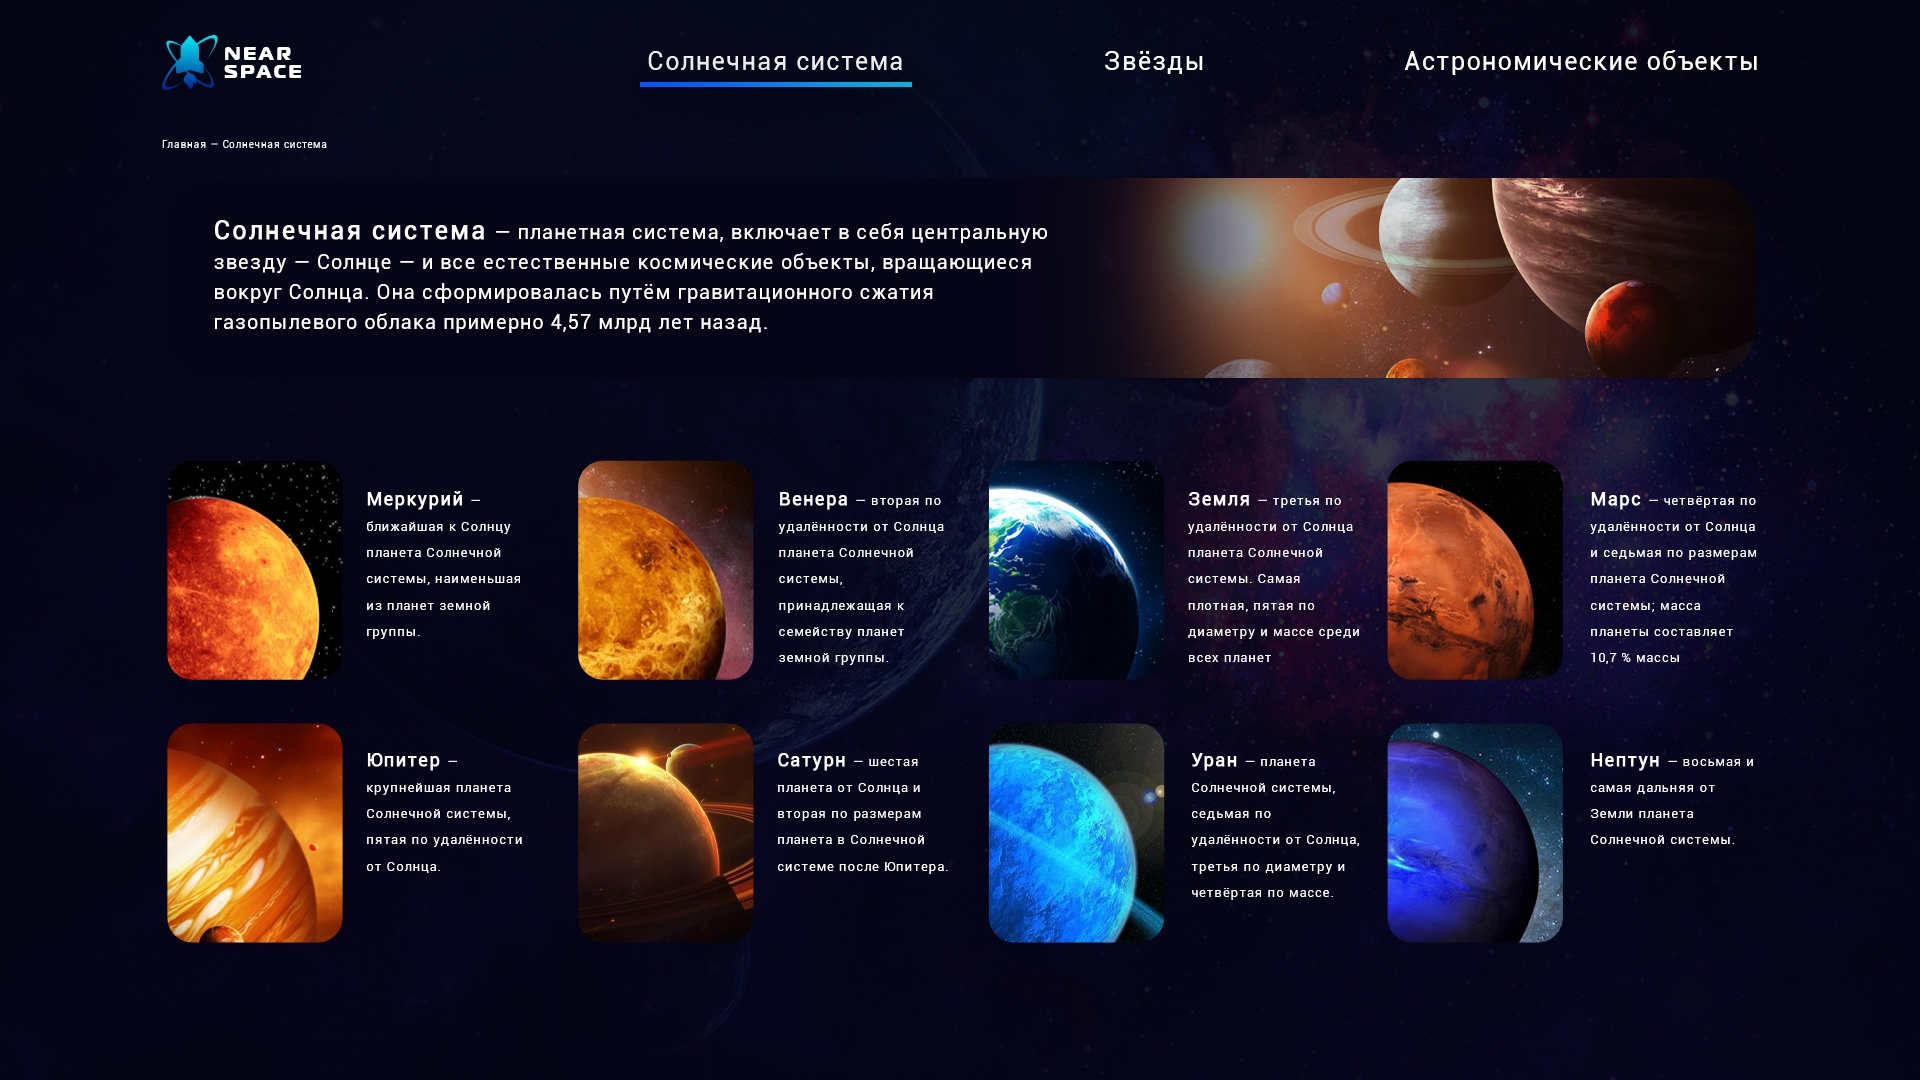 NEAR
SPACE
Солнечная система
Звёзды
Астрономические объекты
Главная — Солнечная система
Солнечная система — планетная система, включает в себя центральную
звезду — Солнце — и все естественные космические объекты, вращающиеся
вокруг Солнца. Она сформировалась путём гравитационного сжатия
газопылевого облака примерно 4,57 млрд лет назад.
Меркурий —
ближайшая к Солнцу
планета Солнечной
системы, наименьшая
из планет земной
группы.
Венера — вторая по
удалённости от Солнца
планета Солнечной
системы,
принадлежащая к
семейству планет
земной группы.
Земля — третья по
удалённости от Солнца
планета Солнечной
системы. Самая
плотная, пятая по
диаметру и массе среди
всех планет
Марс — четвёртая по
удалённости от Солнца
и седьмая по размерам
планета Солнечной
системы; масса
планеты составляет
10,7 % массы
Юпитер —
крупнейшая планета
Солнечной системы,
пятая по удалённости
от Солнца.
Сатурн — шестая
планета от Солнца и
вторая по размерам
планета в Солнечной
системе после Юпитера.
Уран — планета
Солнечной системы,
седьмая по
удалённости от Солнца,
третья по диаметру и
четвёртая по массе.
Нептун — восьмая и
самая дальняя от
Земли планета
Солнечной системы.